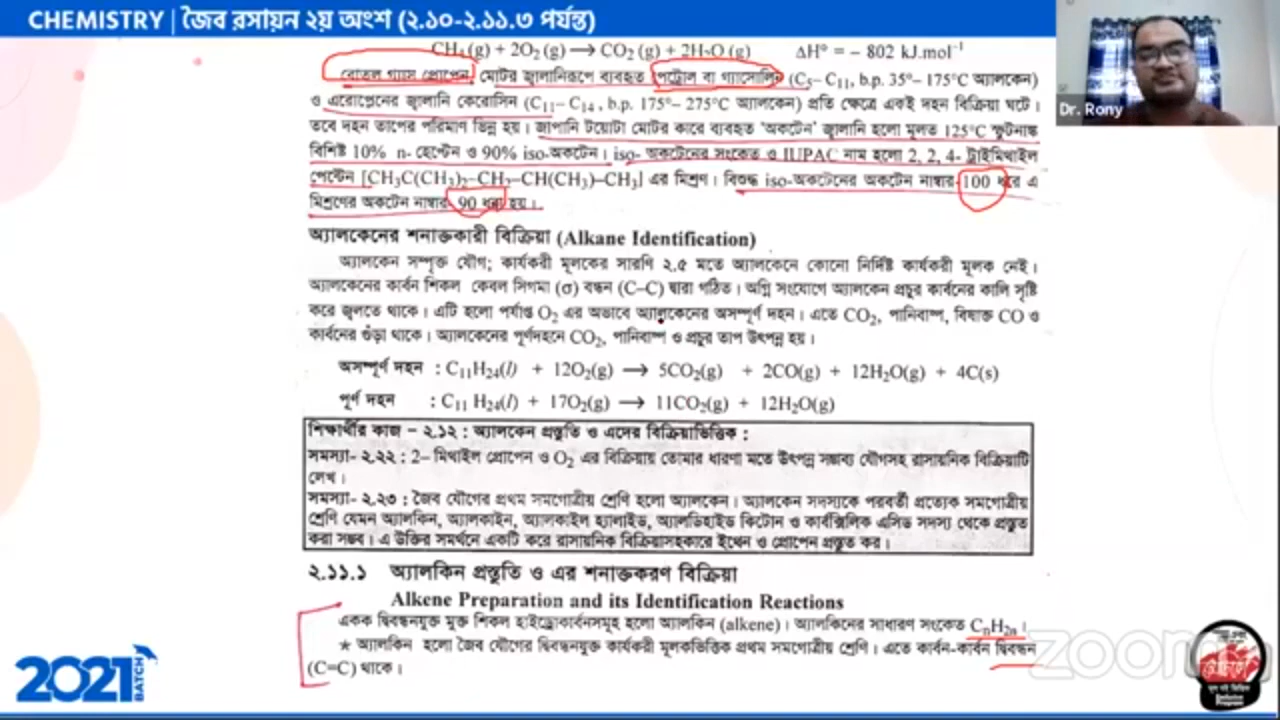 CHEMISTRY | জৈব রসায়ন ২য় অংশ (২.১০-২.১১.৩ পর্যন্ত)
CH₄ (g) + 2O₂ (g) → CO₂ (g) + 2H₂O (g) ΔH° = – 802 kJ.mol⁻¹
বোতল গ্যাস প্রোপেন, মোটর জ্বালানিরূপে ব্যবহৃত পেট্রোল বা গ্যাসোলিন (C₅– C₁₁, b.p. 35°– 175°C অ্যালকেন)
ও এরোপ্লেনের জ্বালানি কেরোসিন (C₁₁– C₁₄, b.p. 175°– 275°C অ্যালকেন) প্রতি ক্ষেত্রে একই দহন বিক্রিয়া ঘটে।
তবে দহন তাপের পরিমাণ ভিন্ন হয়। জাপানি টয়োটা মোটর কারে ব্যবহৃত ‘অকটেন’ জ্বালানি হলো মূলত 125°C স্ফুটনাঙ্ক
বিশিষ্ট 10% n- হেপ্টেন ও 90% iso-অকটেন। iso- অকটেনের সংকেত ও IUPAC নাম হলো 2, 2, 4- ট্রাইমিথাইল
পেন্টেন [CH₃C(CH₃)₂–CH₂–CH(CH₃)–CH₃] এর মিশ্রণ। বিশুদ্ধ iso-অকটেনের অকটেন নাম্বার 100 ধরে এ
মিশ্রণের অকটেন নাম্বার 90 ধরা হয়।
অ্যালকেনের শনাক্তকারী বিক্রিয়া (Alkane Identification)
অ্যালকেন সম্পৃক্ত যৌগ; কার্যকরী মূলকের সারণি ২.৫ মতে অ্যালকেনে কোনো নির্দিষ্ট কার্যকরী মূলক নেই।
অ্যালকেনের কার্বন শিকল কেবল সিগমা (σ) বন্ধন (C–C) দ্বারা গঠিত। অগ্নি সংযোগে অ্যালকেন প্রচুর কার্বনের কালি সৃষ্টি
করে জ্বলতে থাকে। এটি হলো পর্যাপ্ত O₂ এর অভাবে অ্যালকেনের অসম্পূর্ণ দহন। এতে CO₂, পানিবাষ্প, বিষাক্ত CO ও
কার্বনের গুঁড়া থাকে। অ্যালকেনের পূর্ণদহনে CO₂, পানিবাষ্প ও প্রচুর তাপ উৎপন্ন হয়।
অসম্পূর্ণ দহন : C₁₁H₂₄(l) + 12O₂(g) → 5CO₂(g) + 2CO(g) + 12H₂O(g) + 4C(s)
পূর্ণ দহন : C₁₁ H₂₄(l) + 17O₂(g) → 11CO₂(g) + 12H₂O(g)
শিক্ষার্থীর কাজ – ২.১২ : অ্যালকেন প্রস্তুতি ও এদের বিক্রিয়াভিত্তিক :
সমস্যা- ২.২২ : 2– মিথাইল প্রোপেন ও O₂ এর বিক্রিয়ায় তোমার ধারণা মতে উৎপন্ন সম্ভাব্য যৌগসহ রাসায়নিক বিক্রিয়াটি
লেখ।
সমস্যা- ২.২৩ : জৈব যৌগের প্রথম সমগোত্রীয় শ্রেণি হলো অ্যালকেন। অ্যালকেন সদস্যকে পরবর্তী প্রত্যেক সমগোত্রীয়
শ্রেণি যেমন অ্যালকিন, অ্যালকাইন, অ্যালকাইল হ্যালাইড, অ্যালডিহাইড কিটোন ও কার্বক্সিলিক এসিড সদস্য থেকে প্রস্তুত
করা সম্ভব। এ উক্তির সমর্থনে একটি করে রাসায়নিক বিক্রিয়াসহকারে ইথেন ও প্রোপেন প্রস্তুত কর।
২.১১.১ অ্যালকিন প্রস্তুতি ও এর শনাক্তকরণ বিক্রিয়া
Alkene Preparation and its Identification Reactions
একক দ্বিবন্ধনযুক্ত মুক্ত শিকল হাইড্রোকার্বনসমূহ হলো অ্যালকিন (alkene)। অ্যালকিনের সাধারণ সংকেত CₙH₂ₙ।
★ অ্যালকিন হলো জৈব যৌগের দ্বিবন্ধনযুক্ত কার্যকরী মূলকভিত্তিক প্রথম সমগোত্রীয় শ্রেণি। এতে কার্বন-কার্বন দ্বিবন্ধন
(C=C) থাকে।
Dr. Rony
2021 BATCH
zoom